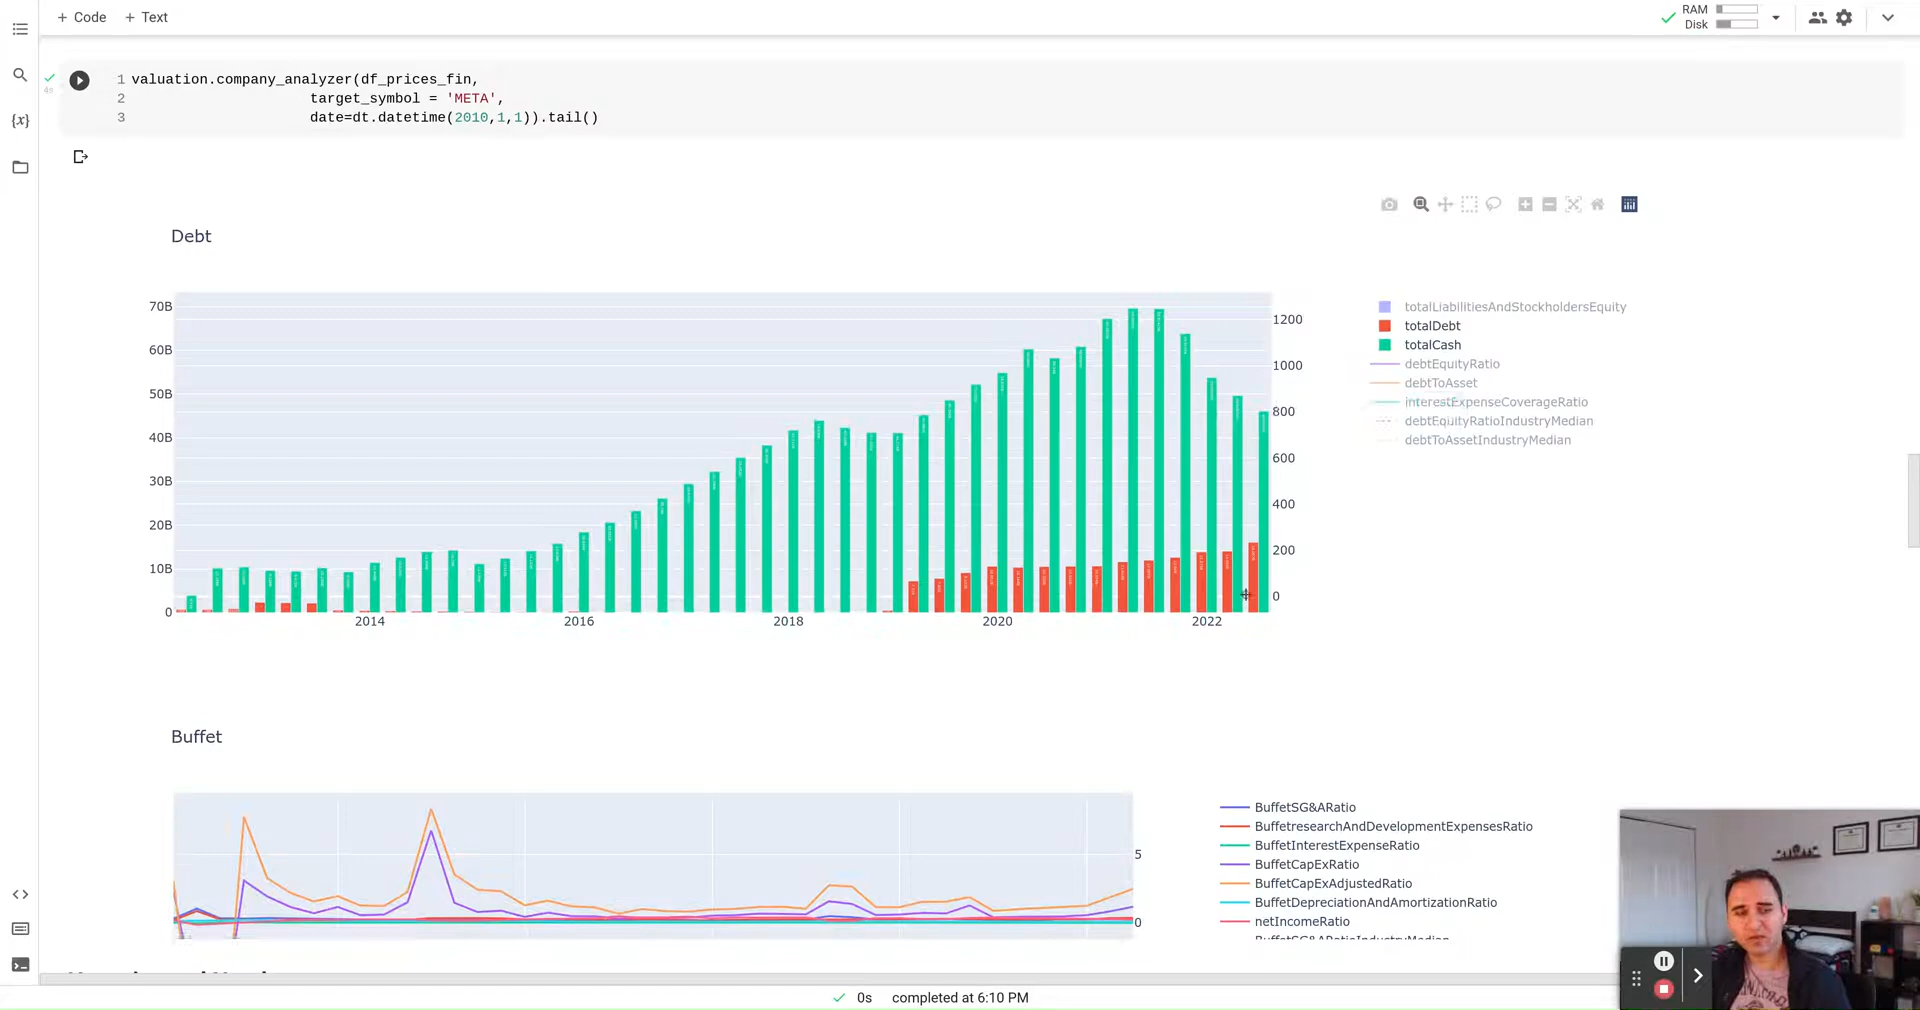 + Code + Text
RAM
Disk
4s
{x}
1 valuation.company_analyzer(df_prices_fin,
2 target_symbol = 'META',
3 date=dt.datetime(2010,1,1)).tail()
Debt
70B
60B
50B
40B
30B
20B
10B
0
1200
1000
800
600
400
200
0
2014
2016
2018
2020
2022
totalLiabilitiesAndStockholdersEquity
totalDebt
totalCash
debtEquityRatio
debtToAsset
interestExpenseCoverageRatio
debtEquityRatioIndustryMedian
debtToAssetIndustryMedian
Buffet
5
0
BuffetSG&ARatio
BuffetresearchAndDevelopmentExpensesRatio
BuffetInterestExpenseRatio
BuffetCapExRatio
BuffetCapExAdjustedRatio
BuffetDepreciationAndAmortizationRatio
netIncomeRatio
BuffetSG&ARatioIndustryMedian
0s completed at 6:10 PM